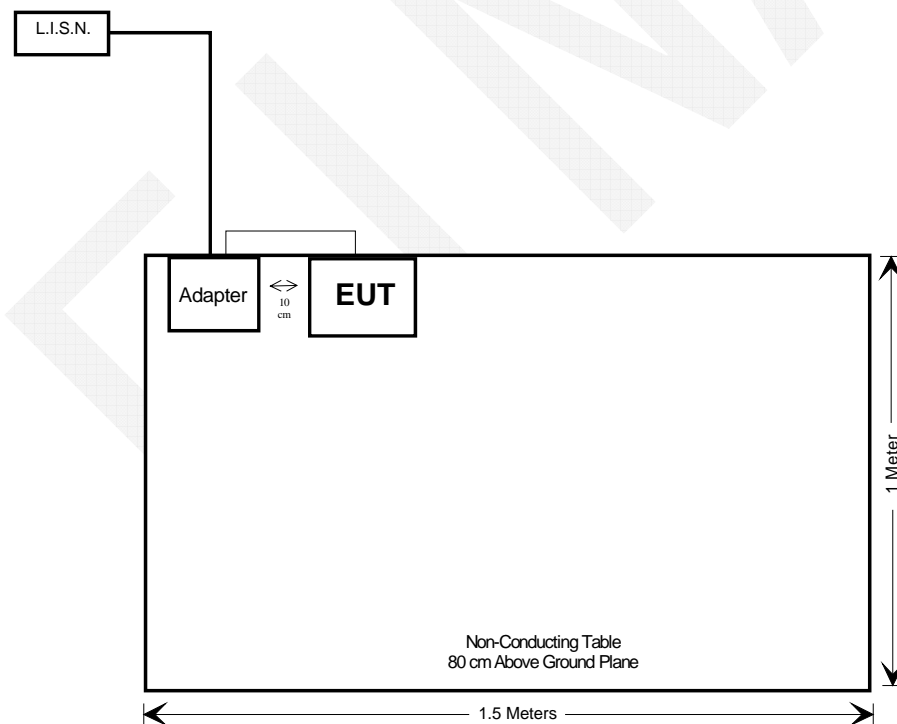 L.I.S.N.
Adapter
10
cm
EUT
1 Meter
Non-Conducting Table
80 cm Above Ground Plane
1.5 Meters